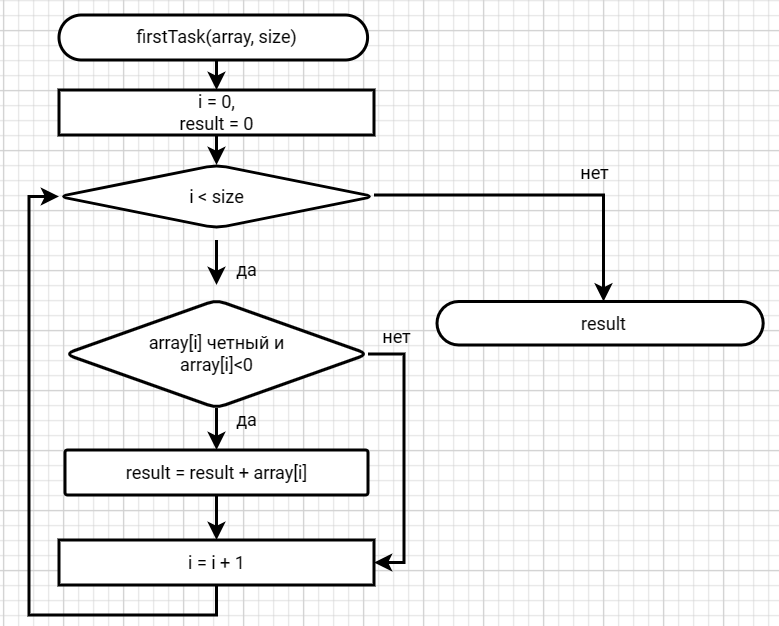 firstTask(array, size)
i = 0,
result = 0
i < size
нет
да
result
array[i] четный и
array[i]<0
нет
да
result = result + array[i]
i = i + 1